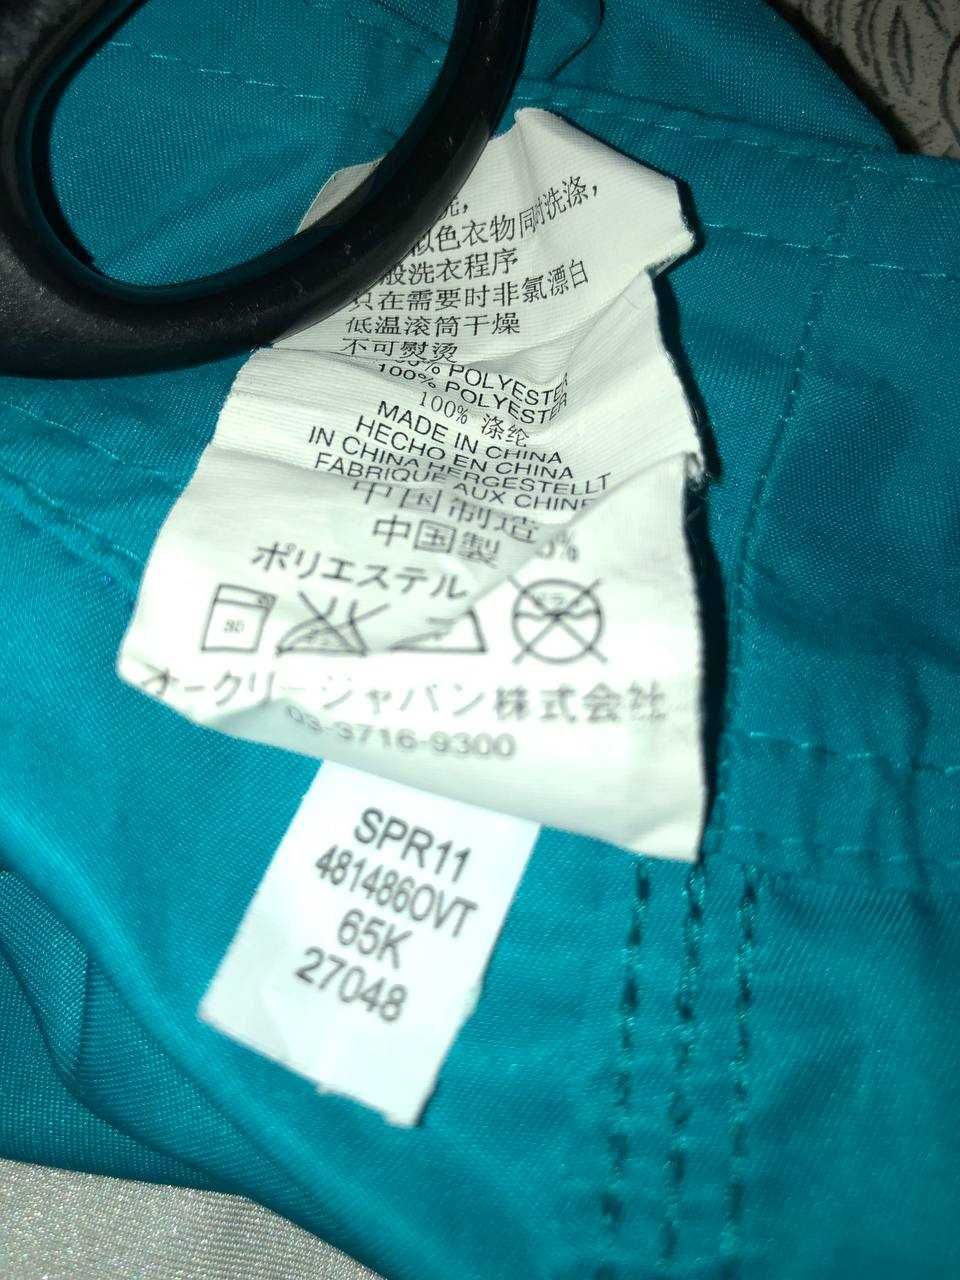 洗,
似色衣物同时洗涤,
般洗衣程序
只在需要时非氯漂白
低温滚筒干燥
不可熨烫
% POLYESTER
100% POLYESTER
100% 涤纶
MADE IN CHINA
HECHO EN CHINA
IN CHINA HERGESTELLT
FABRIQUE AUX CHINE
中国制造
中国製
ポリエステル %
30
オークリージャパン株式会社
03-3716-9300
SPR11
481486OVT
65K
27048